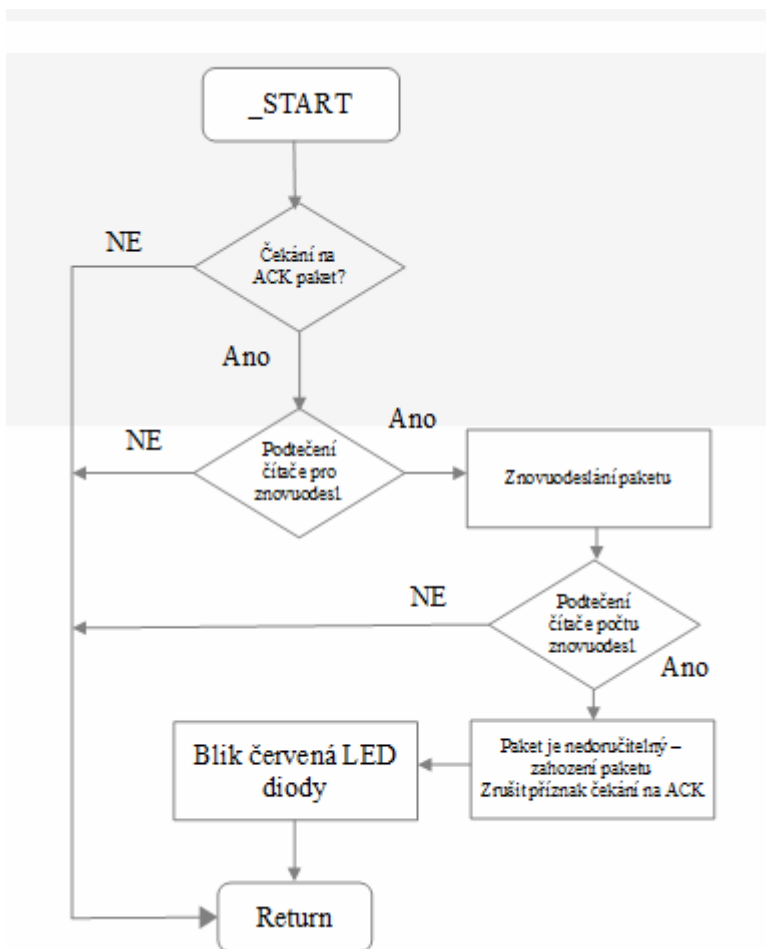 _START
NE
Čekání na
ACK paket?
Ano
NE
Podtečení
čítače pro
znovuodesl.
Ano
Znovuodeslání paketu
NE
Podtečení
čítače počtu
znovuodesl.
Ano
Blik červená LED
diody
Paket je nedoručitelný –
zahození paketu
Zrušit příznak čekání na ACK
Return